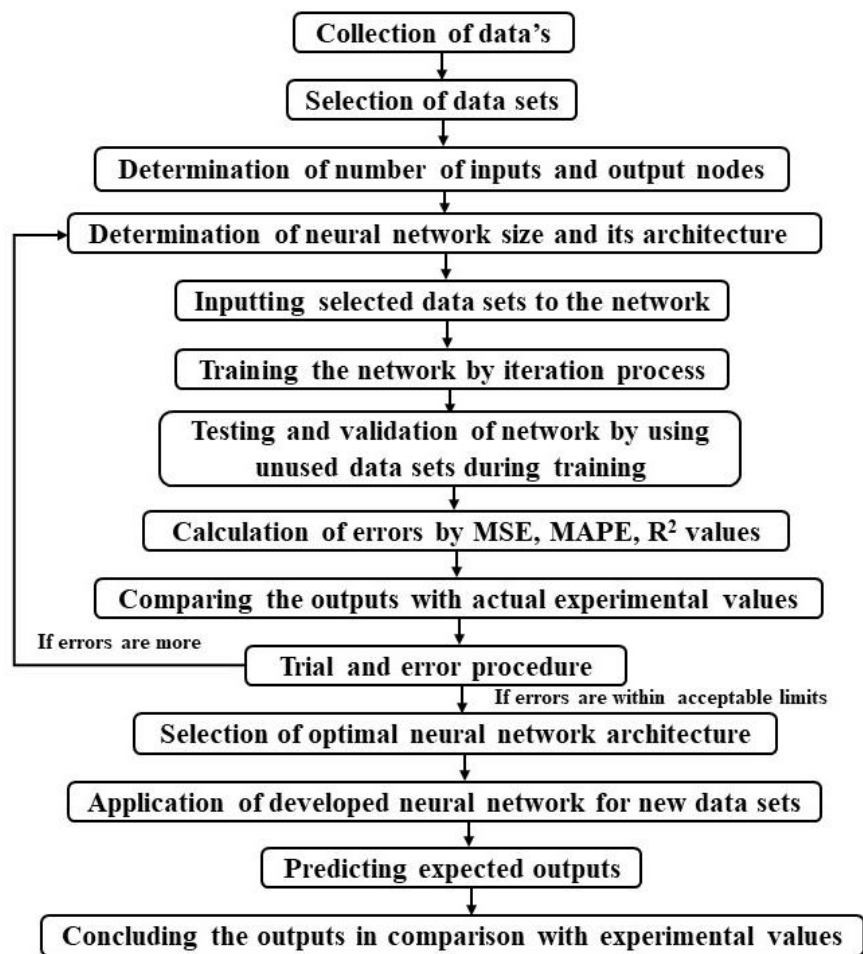 Collection of data's
Selection of data sets
Determination of number of inputs and output nodes
Determination of neural network size and its architecture
Inputting selected data sets to the network
Training the network by iteration process
Testing and validation of network by using
unused data sets during training
Calculation of errors by MSE, MAPE, R² values
Comparing the outputs with actual experimental values
If errors are more
Trial and error procedure
If errors are within acceptable limits
Selection of optimal neural network architecture
Application of developed neural network for new data sets
Predicting expected outputs
Concluding the outputs in comparison with experimental values